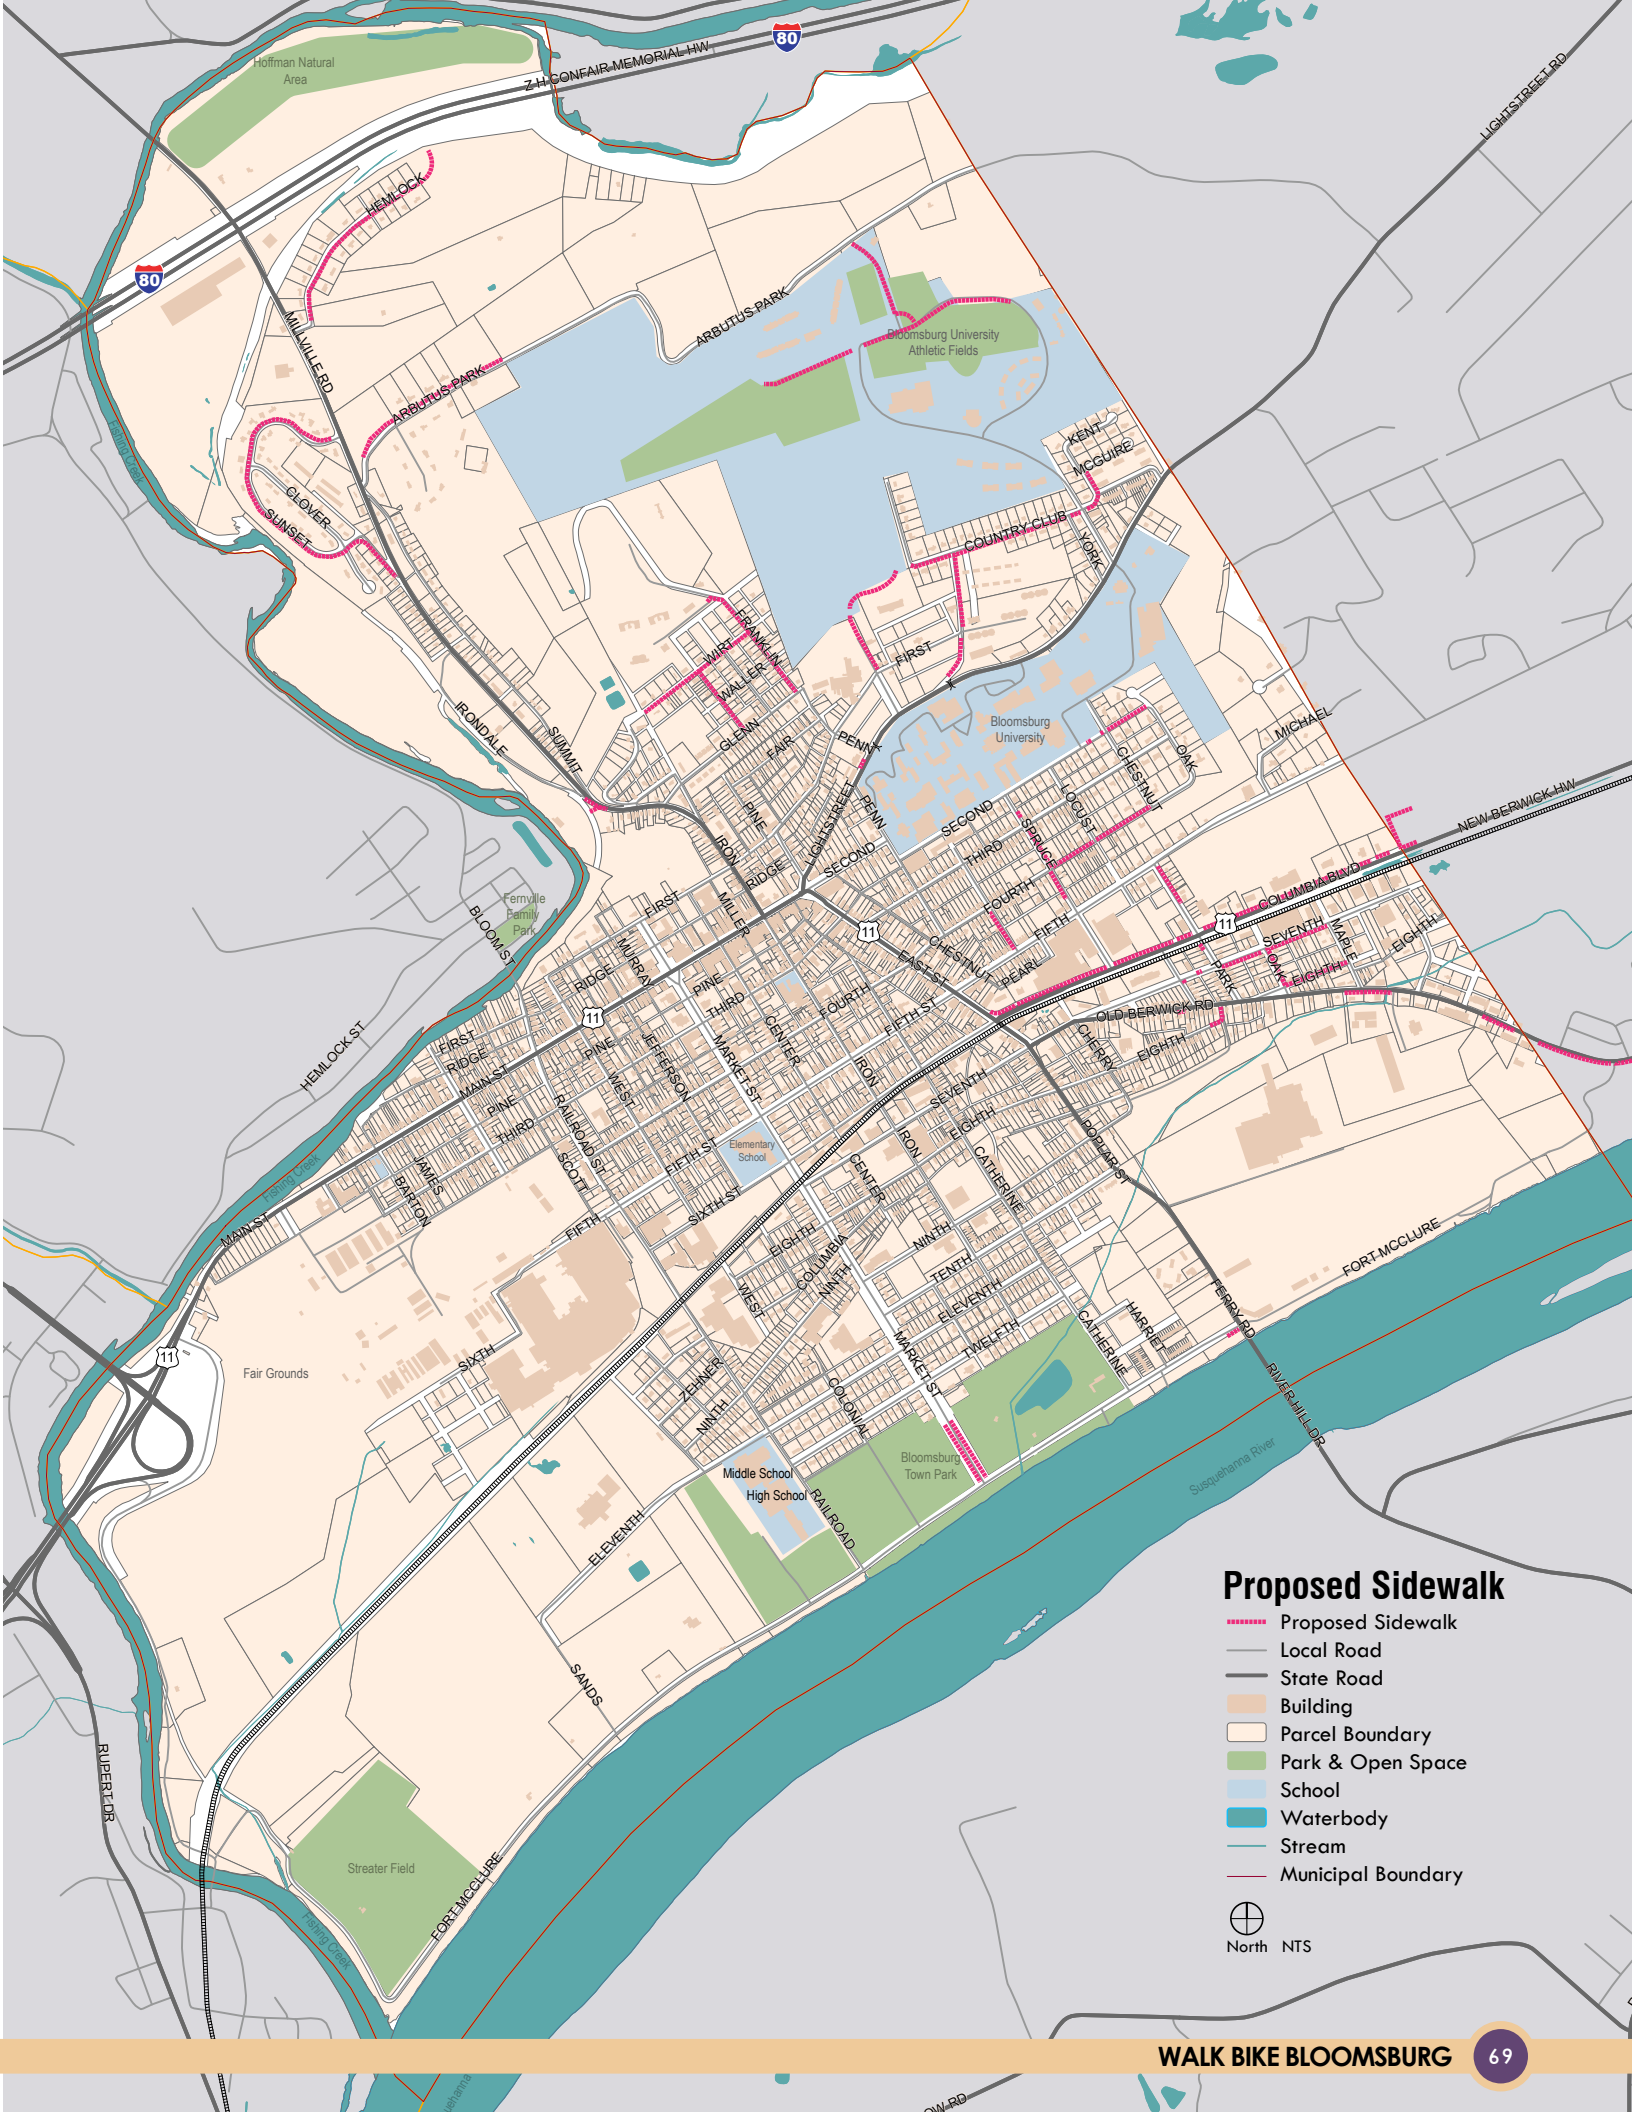 Hoffman Natural
Area
Z H CONFAIR MEMORIAL HW
80
LIGHTSTREET RD
HEMLOCK
80
MILLVILLE RD
ARBUTUS PARK
ARBUTUS PARK
Bloomsburg University
Athletic Fields
Fishing Creek
KENT
MCGUIRE
CLOVER
SUNSET
COUNTRY CLUB
YORK
FRANKLIN
WIRT
WALLER
FIRST
GLENN
FAIR
PENN
IRONDALE
SUMMIT
Bloomsburg
University
MICHAEL
OAK
CHESTNUT
LOCUST
PINE
LIGHTSTREET
PENN
SECOND
SPRUCE
NEW BERWICK HW
IRON
RIDGE
SECOND
THIRD
COLUMBIA BLVD
Fernville
Family
Park
BLOOM ST
FIRST
MILLER
FOURTH
FIFTH
11
11
SEVENTH
MAPLE
EIGHTH
MURRAY
RIDGE
CHESTNUT
EAST ST
PEARL
PARK
OAK
EIGHTH
PINE
THIRD
FOURTH
FIFTH ST
11
OLD BERWICK RD
HEMLOCK ST
FIRST
RIDGE
MAIN ST
PINE
JEFFERSON
MARKET ST
CENTER
IRON
CHERRY
EIGHTH
PINE
THIRD
WEST
RAILROAD ST
SEVENTH
EIGHTH
IRON
POPLAR ST
Elementary
School
FIFTH ST
SCOTT
JAMES
BARTON
Fishing Creek
CENTER
CATHERINE
SIXTH ST
MAIN ST
FIFTH
EIGHTH
COLUMBIA
NINTH
NINTH
TENTH
FORT MCCLURE
WEST
ELEVENTH
FERRY RD
HARRIET
CATHERINE
TWELFTH
MARKET ST
11
Fair Grounds
SIXTH
ZEHNER
NINTH
COLONIAL
RIVER HILL DR
Bloomsburg
Town Park
Susquehanna River
Middle School
High School
RAILROAD
ELEVENTH
SANDS
RUPERT DR
Streater Field
FORT MCCLURE
Fishing Creek
Proposed Sidewalk
Proposed Sidewalk
Local Road
State Road
Building
Parcel Boundary
Park & Open Space
School
Waterbody
Stream
Municipal Boundary
North NTS
WALK BIKE BLOOMSBURG 69